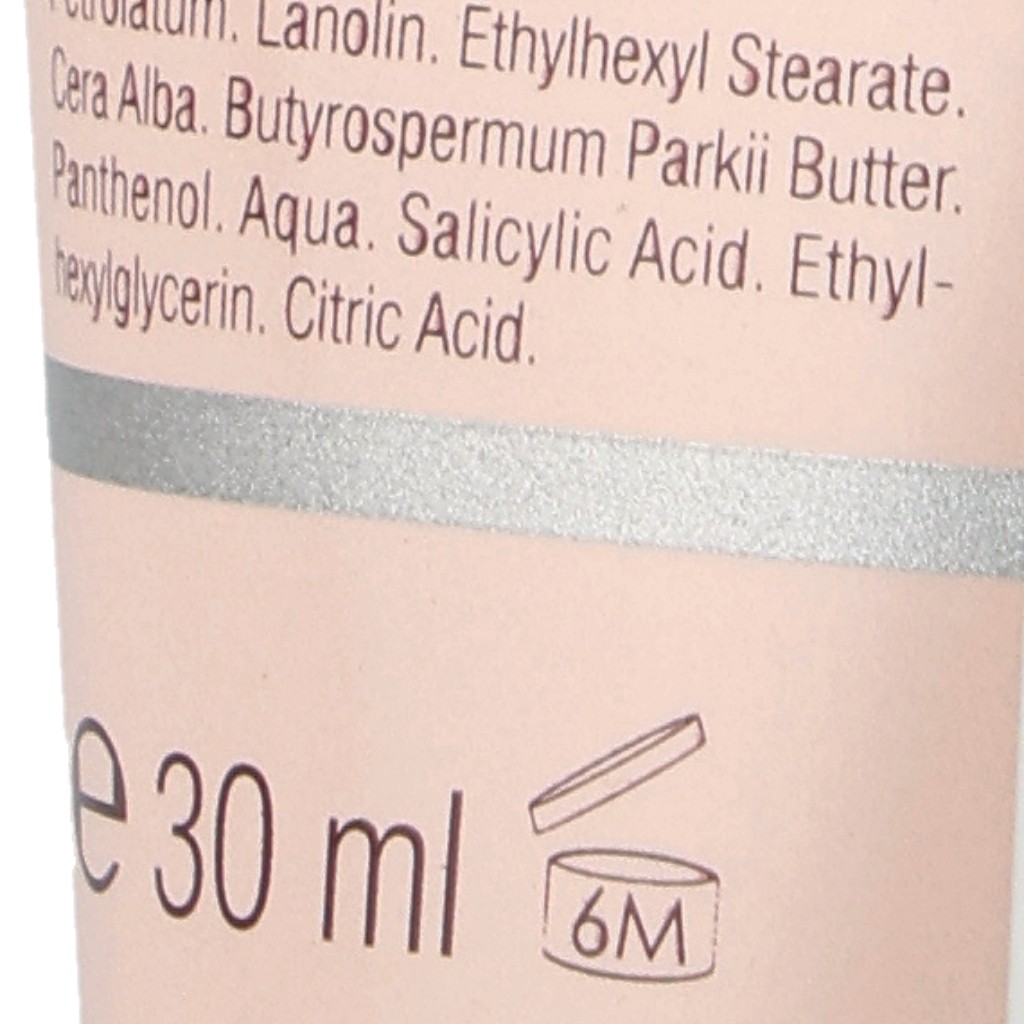 Petrolatum. Lanolin. Ethylhexyl Stearate.
Cera Alba. Butyrospermum Parkii Butter.
Panthenol. Aqua. Salicylic Acid. Ethyl-
hexylglycerin. Citric Acid.
e 30 ml
6M